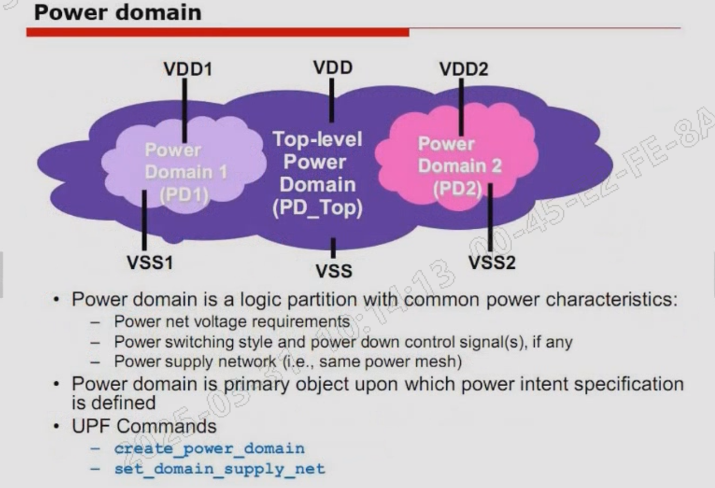 Power domain
VDD1
VDD
VDD2
Power
Domain 1
(PD1)
Top-level
Power
Domain
(PD_Top)
Power
Domain 2
(PD2)
VSS1
VSS
VSS2
• Power domain is a logic partition with common power characteristics:
– Power net voltage requirements
– Power switching style and power down control signal(s), if any
– Power supply network (i.e., same power mesh)
• Power domain is primary object upon which power intent specification
is defined
• UPF Commands
– create_power_domain
– set_domain_supply_net
10:14:13 00-45-E2-FE-8A